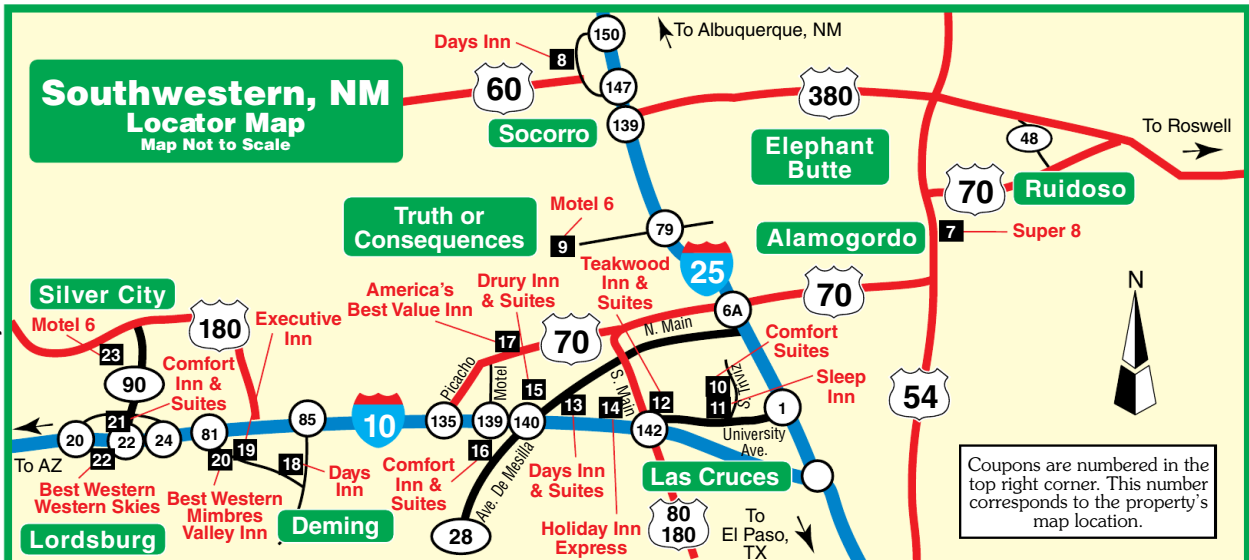 Southwestern, NM
Locator Map
Map Not to Scale
Days Inn
8
150
To Albuquerque, NM
60
147
139
Socorro
380
Elephant
Butte
48
To Roswell
70
Ruidoso
Truth or
Consequences
Motel 6
9
79
25
Alamogordo
7
Super 8
Silver City
Motel 6
23
180
Executive
Inn
90
Comfort
Inn &
Suites
21
America's
Best Value Inn
17
Drury Inn
& Suites
15
70
Teakwood
Inn &
Suites
N. Main
6A
70
Comfort
Suites
10
Sleep
Inn
11
S. Triviz
12
S. Main
54
N
Picacho
Motel
20
22
24
81
85
10
135
139
140
13
14
142
1
University
Ave.
To AZ
22
Best Western
Western Skies
20
19
Best Western
Mimbres
Valley Inn
18
Days
Inn
Comfort
Inn &
Suites
16
Ave. De Mesilla
28
Days Inn
& Suites
Holiday Inn
Express
Las Cruces
80
180
To
El Paso,
TX
Lordsburg
Deming
Coupons are numbered in the
top right corner. This number
corresponds to the property's
map location.